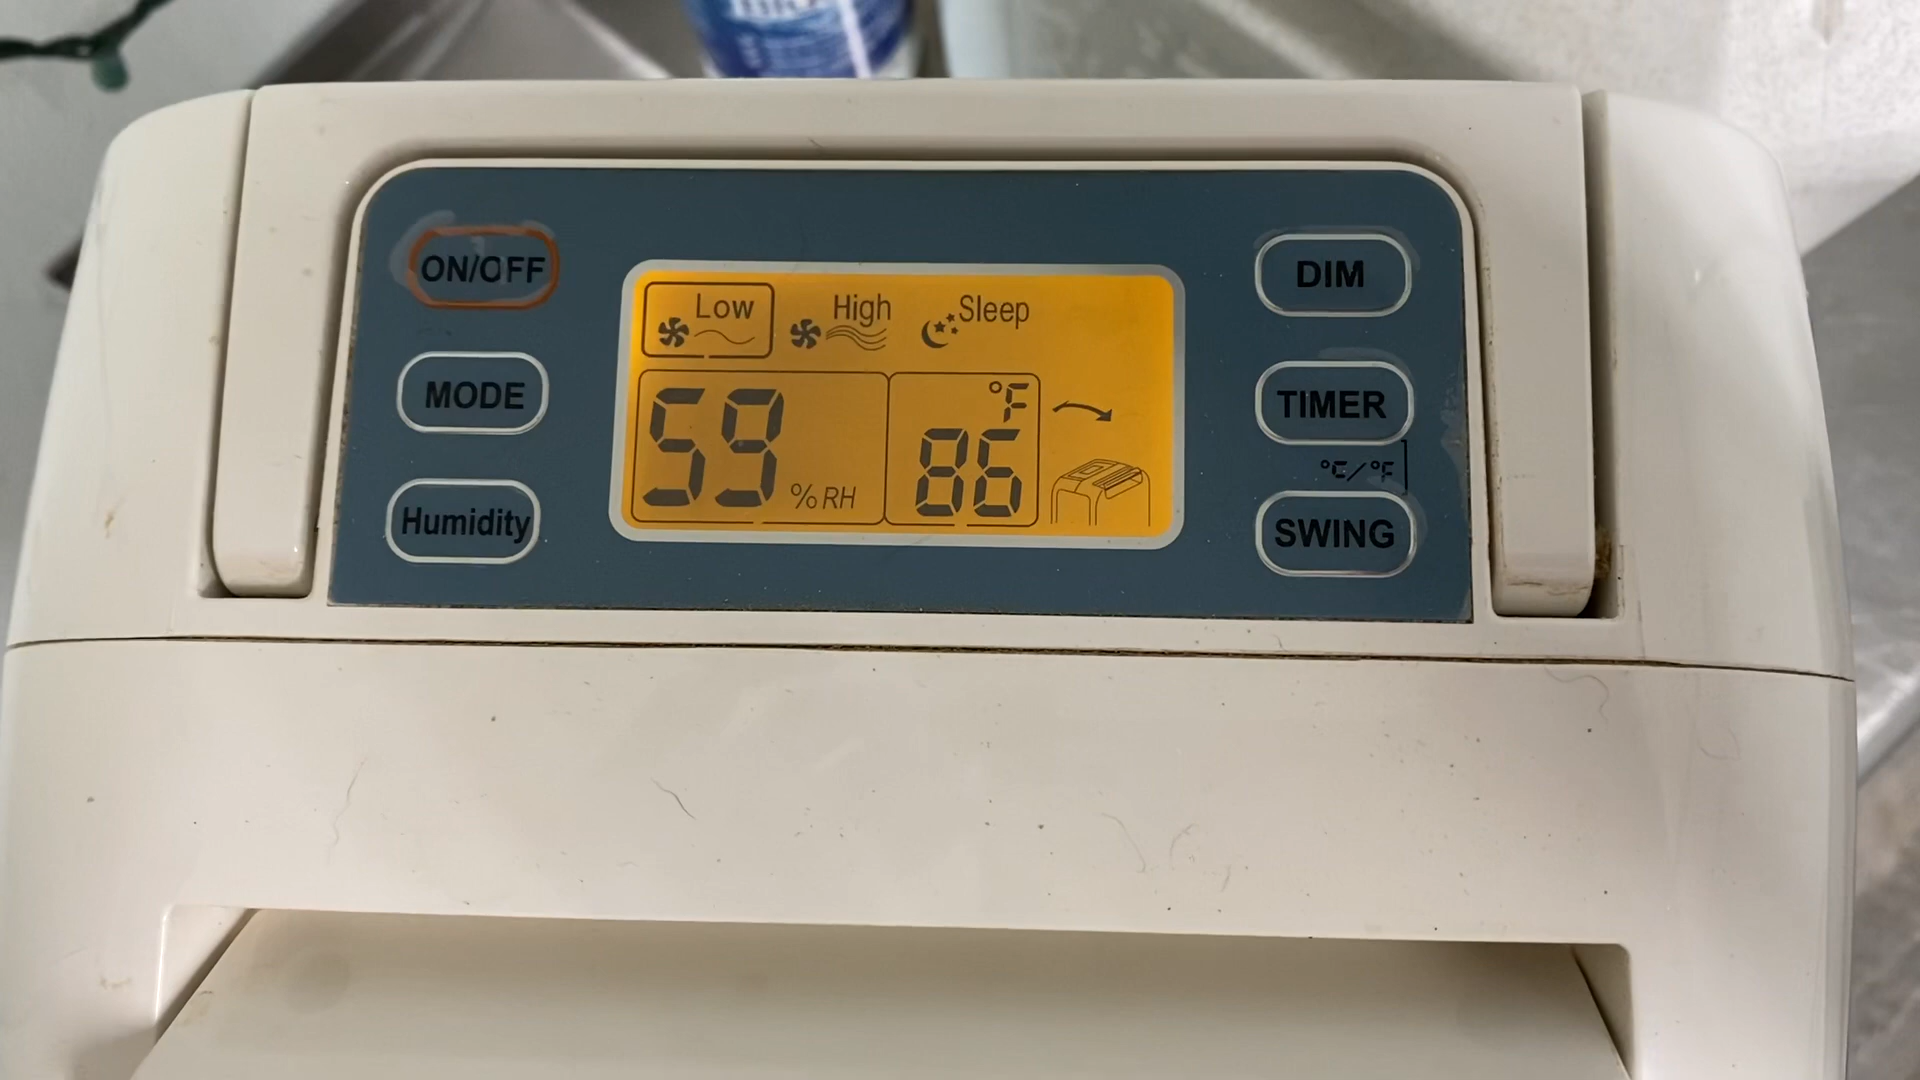 ON/OFF
MODE
Humidity
Low
High
Sleep
59 %RH
°F
86
DIM
TIMER
°C/°F
SWING